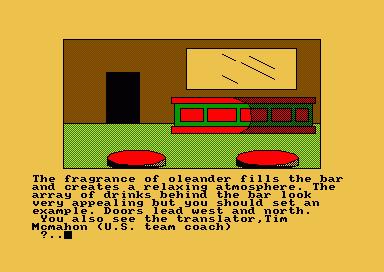 The fragrance of oleander fills the bar
and creates a relaxing atmosphere. The
array of drinks behind the bar look
very appealing but you should set an
example. Doors lead west and north.
You also see the translator,Tim
Mcmahon (U.S. team coach)
?..